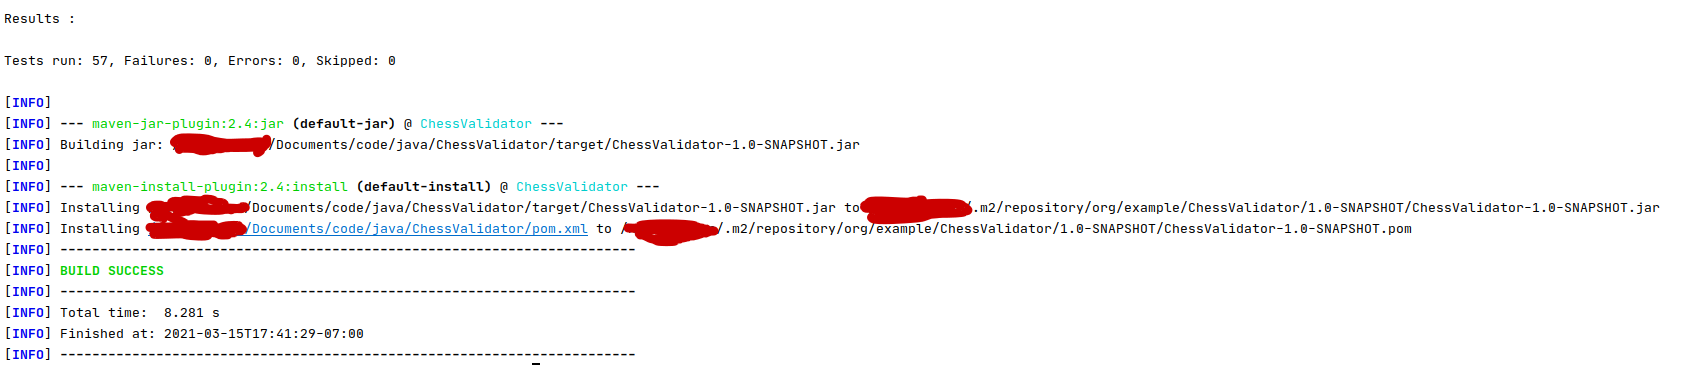 Results :
Tests run: 57, Failures: 0, Errors: 0, Skipped: 0
[INFO]
[INFO] --- maven-jar-plugin:2.4:jar (default-jar) @ ChessValidator ---
[INFO] Building jar: /Documents/code/java/ChessValidator/target/ChessValidator-1.0-SNAPSHOT.jar
[INFO]
[INFO] --- maven-install-plugin:2.4:install (default-install) @ ChessValidator ---
[INFO] Installing /Documents/code/java/ChessValidator/target/ChessValidator-1.0-SNAPSHOT.jar to /.m2/repository/org/example/ChessValidator/1.0-SNAPSHOT/ChessValidator-1.0-SNAPSHOT.jar
[INFO] Installing /Documents/code/java/ChessValidator/pom.xml to / /.m2/repository/org/example/ChessValidator/1.0-SNAPSHOT/ChessValidator-1.0-SNAPSHOT.pom
[INFO] ------------------------------------------------------------------------
[INFO] BUILD SUCCESS
[INFO] ------------------------------------------------------------------------
[INFO] Total time:  8.281 s
[INFO] Finished at: 2021-03-15T17:41:29-07:00
[INFO] ------------------------------------------------------------------------